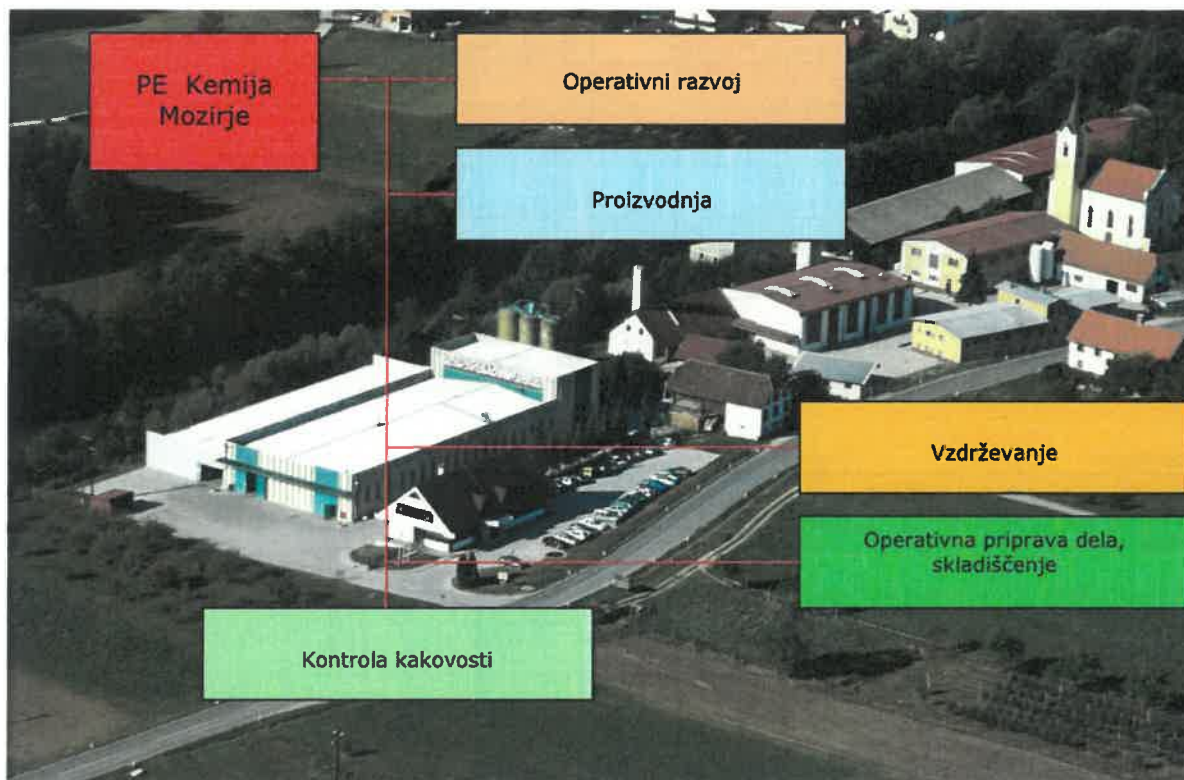 PE Kemija
Mozirje
Operativni razvoj
Proizvodnja
Vzdrževanje
Operativna priprava dela,
skladiščenje
Kontrola kakovosti